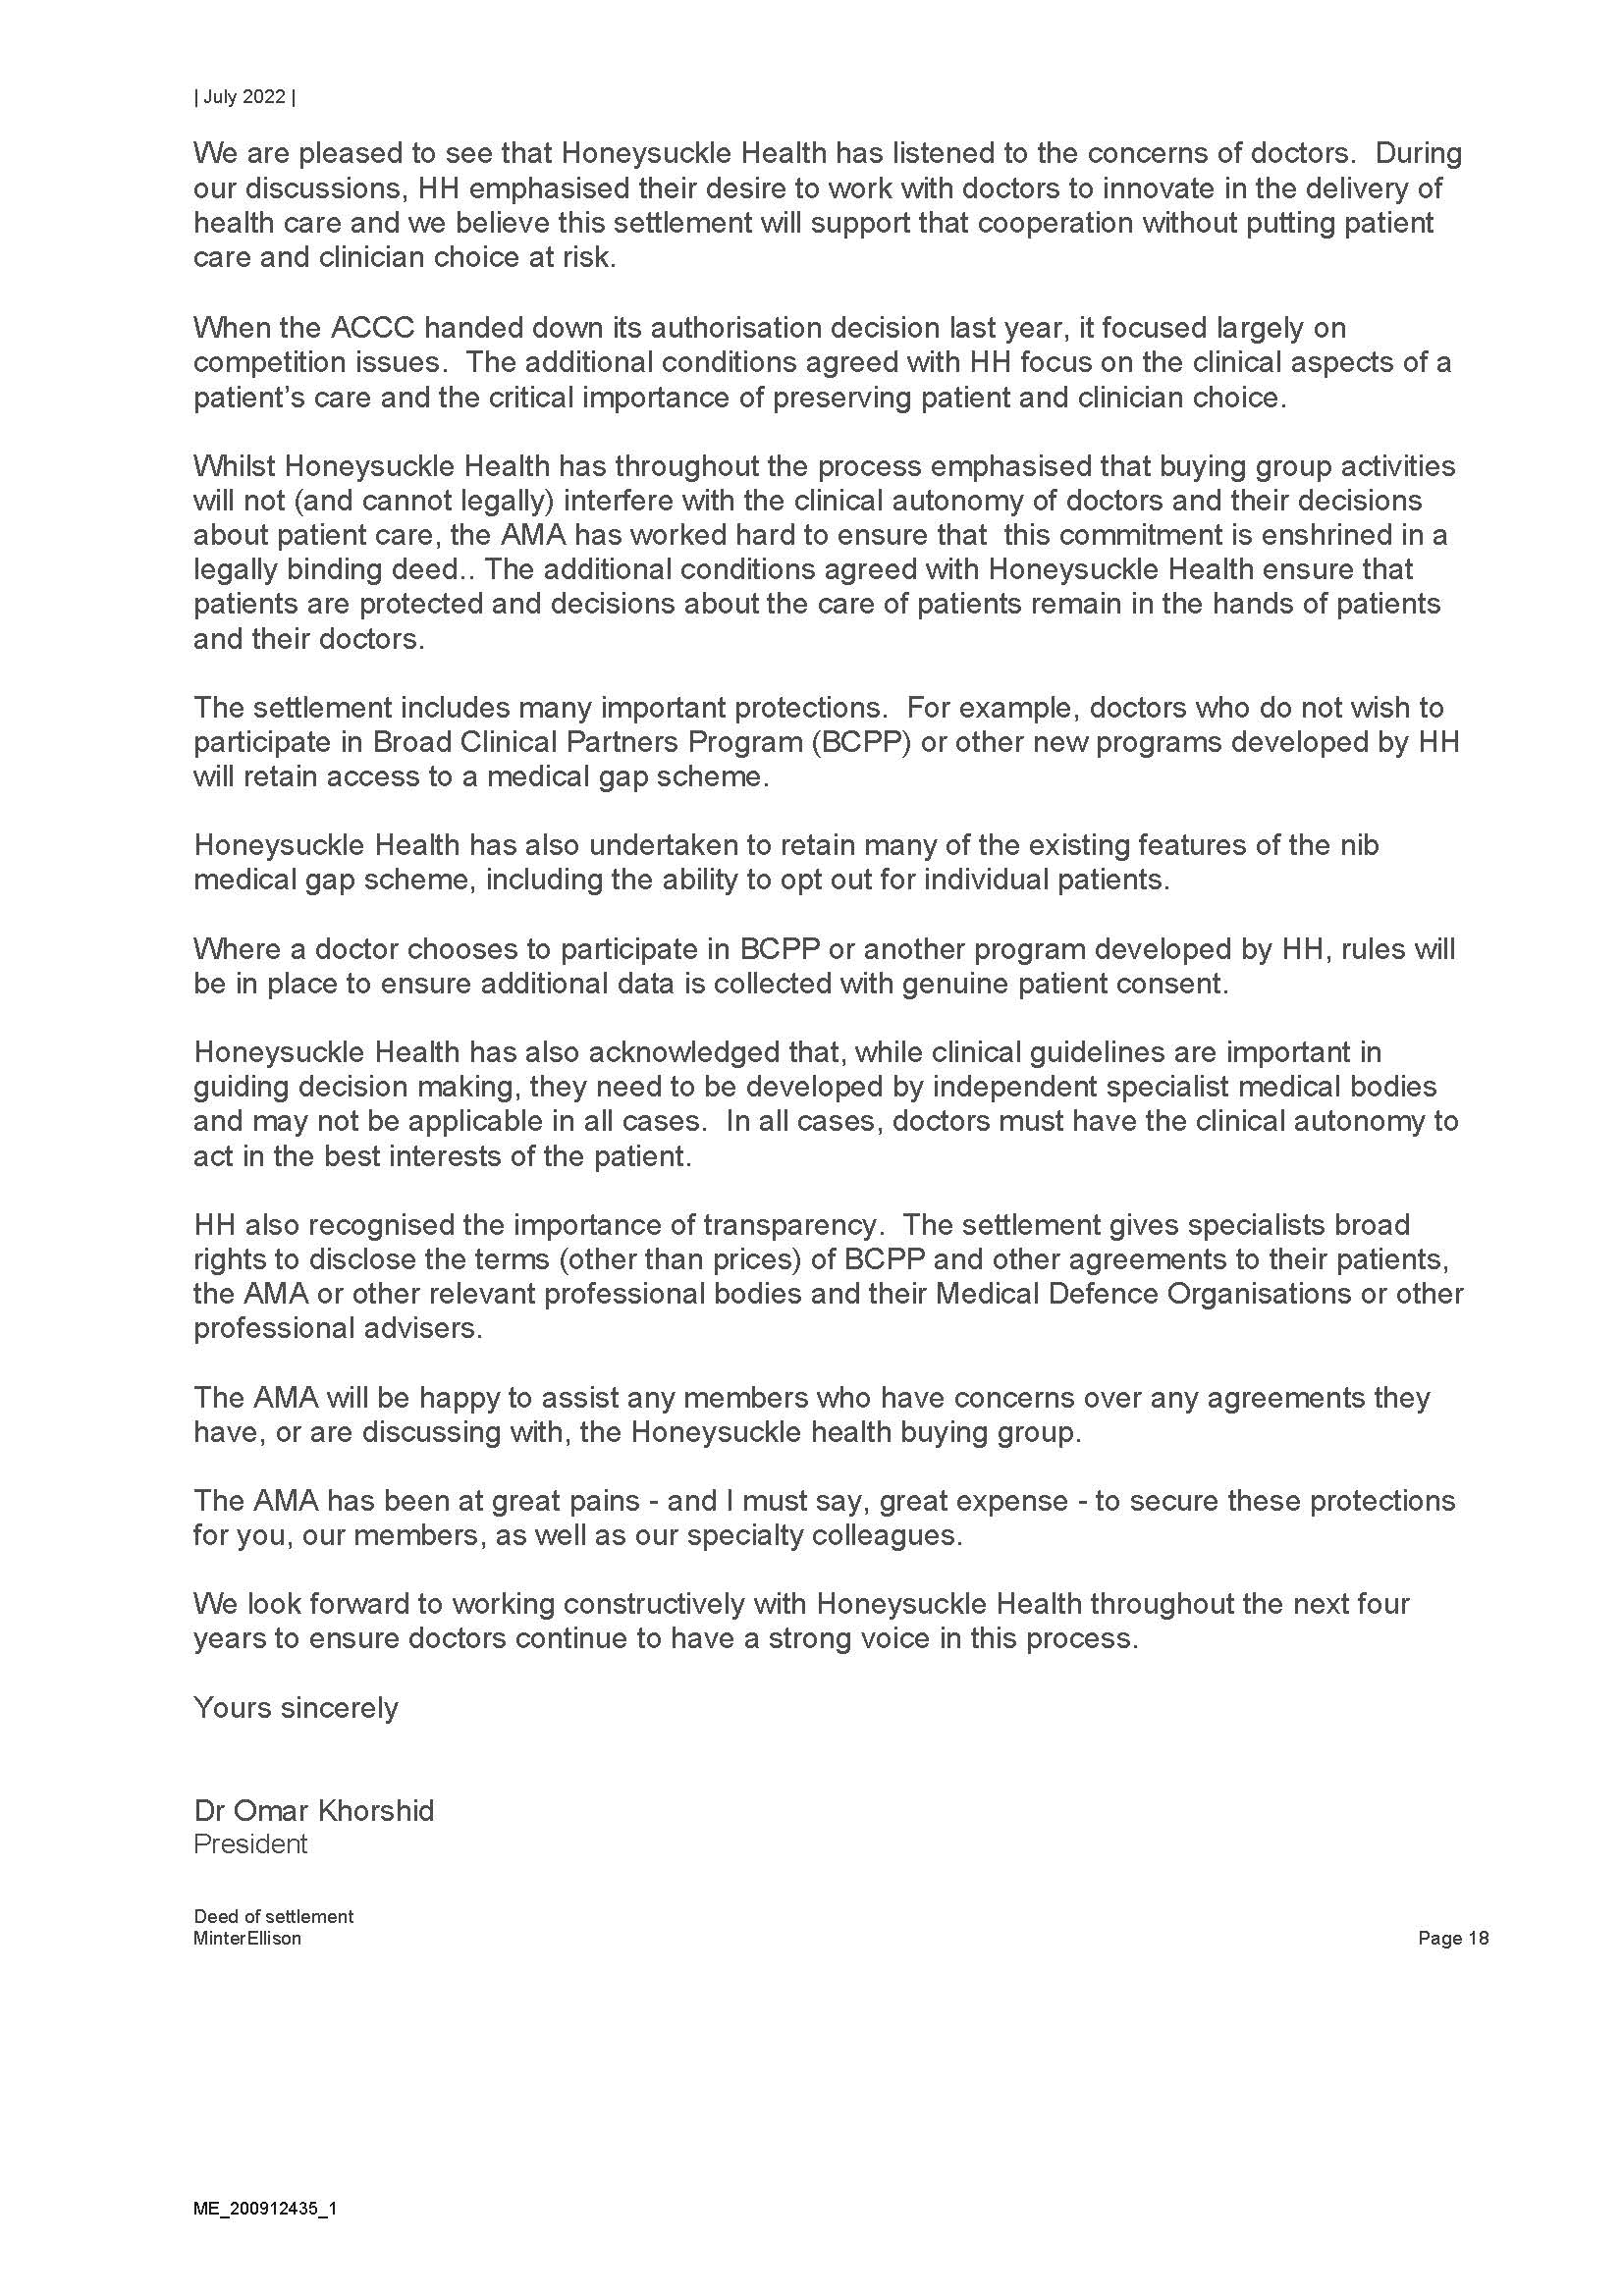 | July 2022 |
We are pleased to see that Honeysuckle Health has listened to the concerns of doctors.  During
our discussions, HH emphasised their desire to work with doctors to innovate in the delivery of
health care and we believe this settlement will support that cooperation without putting patient
care and clinician choice at risk.
When the ACCC handed down its authorisation decision last year, it focused largely on
competition issues.  The additional conditions agreed with HH focus on the clinical aspects of a
patient’s care and the critical importance of preserving patient and clinician choice.
Whilst Honeysuckle Health has throughout the process emphasised that buying group activities
will not (and cannot legally) interfere with the clinical autonomy of doctors and their decisions
about patient care, the AMA has worked hard to ensure that  this commitment is enshrined in a
legally binding deed.. The additional conditions agreed with Honeysuckle Health ensure that
patients are protected and decisions about the care of patients remain in the hands of patients
and their doctors.
The settlement includes many important protections.  For example, doctors who do not wish to
participate in Broad Clinical Partners Program (BCPP) or other new programs developed by HH
will retain access to a medical gap scheme.
Honeysuckle Health has also undertaken to retain many of the existing features of the nib
medical gap scheme, including the ability to opt out for individual patients.
Where a doctor chooses to participate in BCPP or another program developed by HH, rules will
be in place to ensure additional data is collected with genuine patient consent.
Honeysuckle Health has also acknowledged that, while clinical guidelines are important in
guiding decision making, they need to be developed by independent specialist medical bodies
and may not be applicable in all cases.  In all cases, doctors must have the clinical autonomy to
act in the best interests of the patient.
HH also recognised the importance of transparency.  The settlement gives specialists broad
rights to disclose the terms (other than prices) of BCPP and other agreements to their patients,
the AMA or other relevant professional bodies and their Medical Defence Organisations or other
professional advisers.
The AMA will be happy to assist any members who have concerns over any agreements they
have, or are discussing with, the Honeysuckle health buying group.
The AMA has been at great pains - and I must say, great expense - to secure these protections
for you, our members, as well as our specialty colleagues.
We look forward to working constructively with Honeysuckle Health throughout the next four
years to ensure doctors continue to have a strong voice in this process.
Yours sincerely
Dr Omar Khorshid
President
Deed of settlement
MinterEllison Page 18
ME_200912435_1